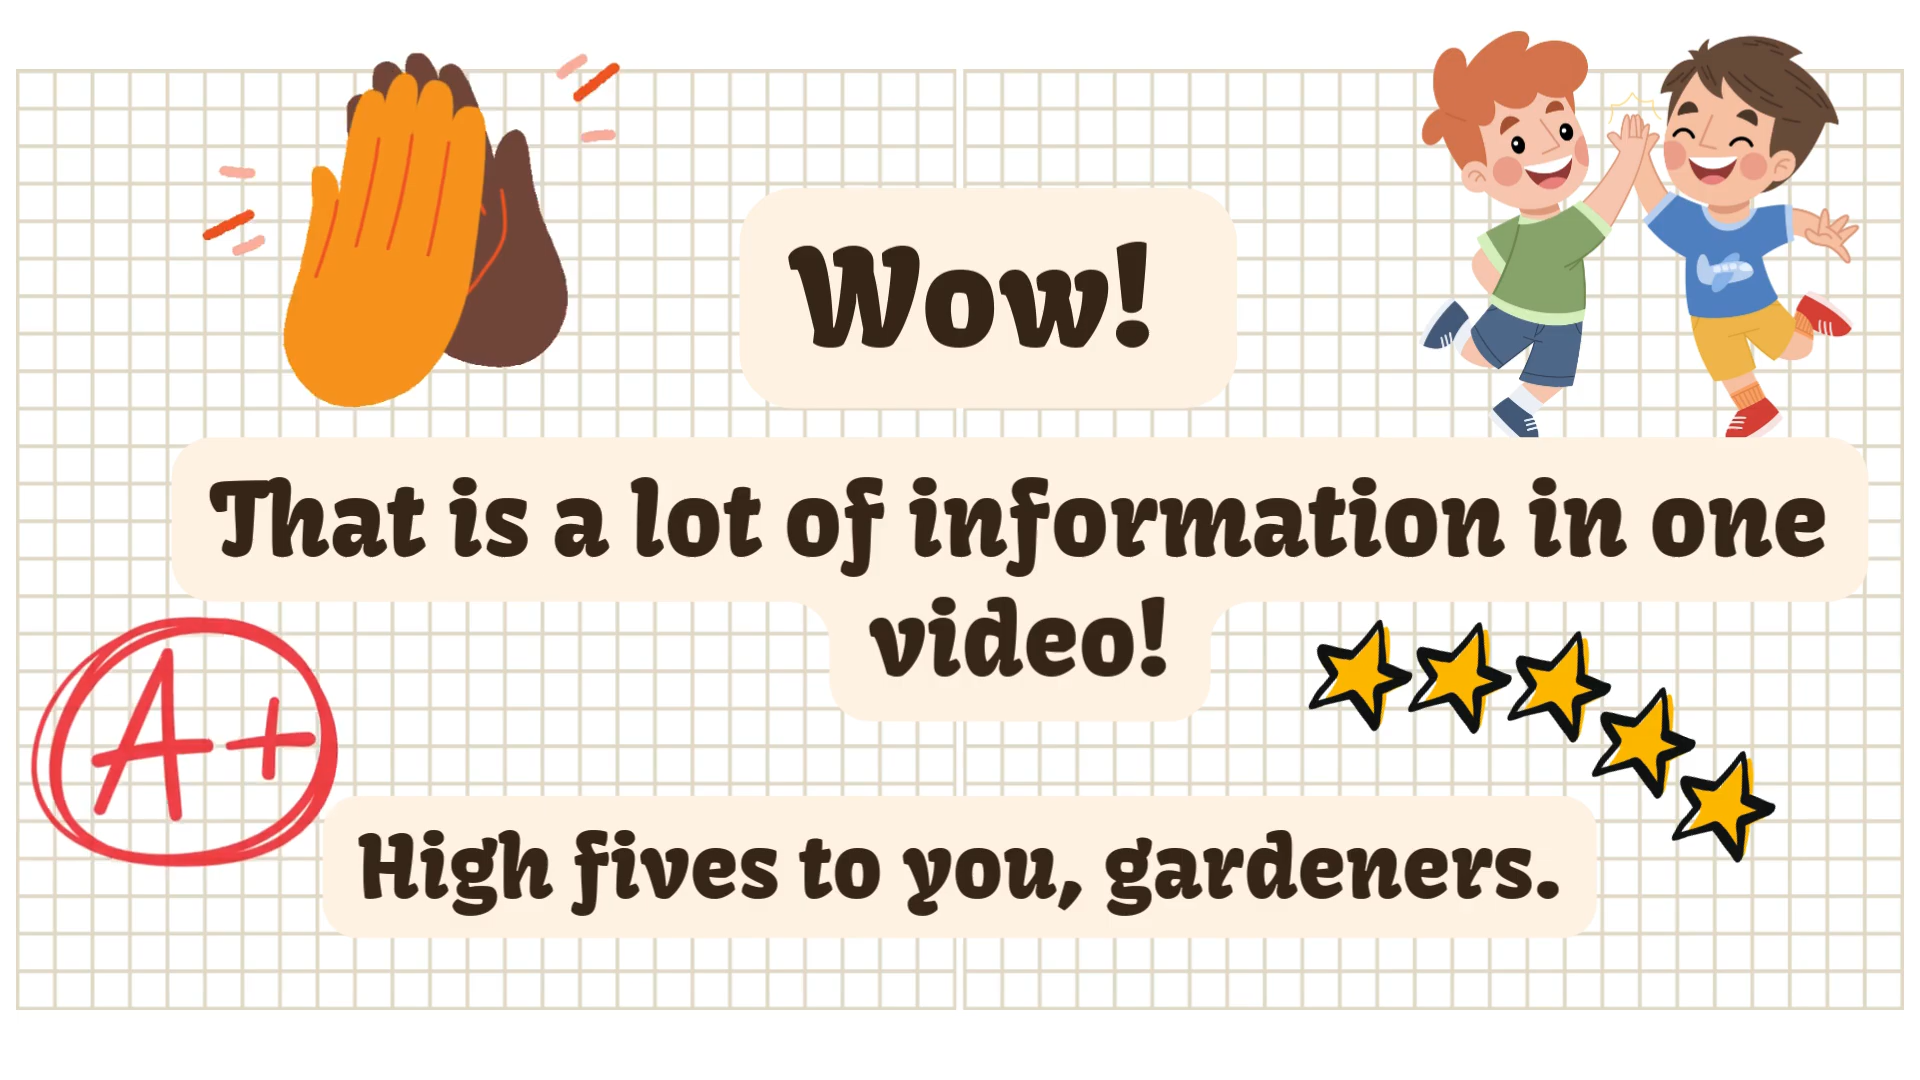 Wow!
That is a lot of information in one
video!
A+
High fives to you, gardeners.